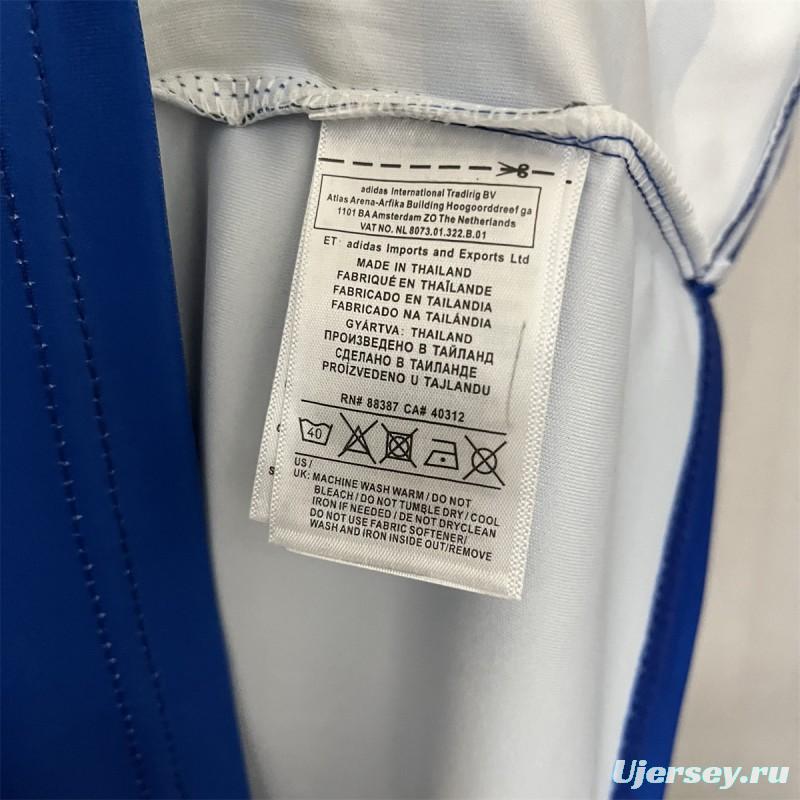 adidas International Tradirig BV
Atlas Arena-Arfika Building Hoogoorddreef ga
1101 BA Amsterdam ZO The Netherlands
VAT NO. NL 8073.01.322.B.01
ET adidas Imports and Exports Ltd
MADE IN THAILAND
FABRIQUÉ EN THAÏLANDE
FABRICADO EN TAILANDIA
FABRICADO NA TAILÁNDIA
GYÁRTVA: THAILAND
ПРОИЗВЕДЕНО В ТАЙЛАНД
СДЕЛАНО В ТАИЛАНДЕ
PROÍZVEDENO U TAJLANDU
RN# 88387 CA# 40312
40
US /
UK: MACHINE WASH WARM / DO NOT
BLEACH / DO NOT TUMBLE DRY / COOL
IRON IF NEEDED / DE NOT DRYCLEAN
DO NOT USE FABRIC SOFTENER/
WASH AND IRON INSIDE OUT/REMOVE
Ujersey.ru